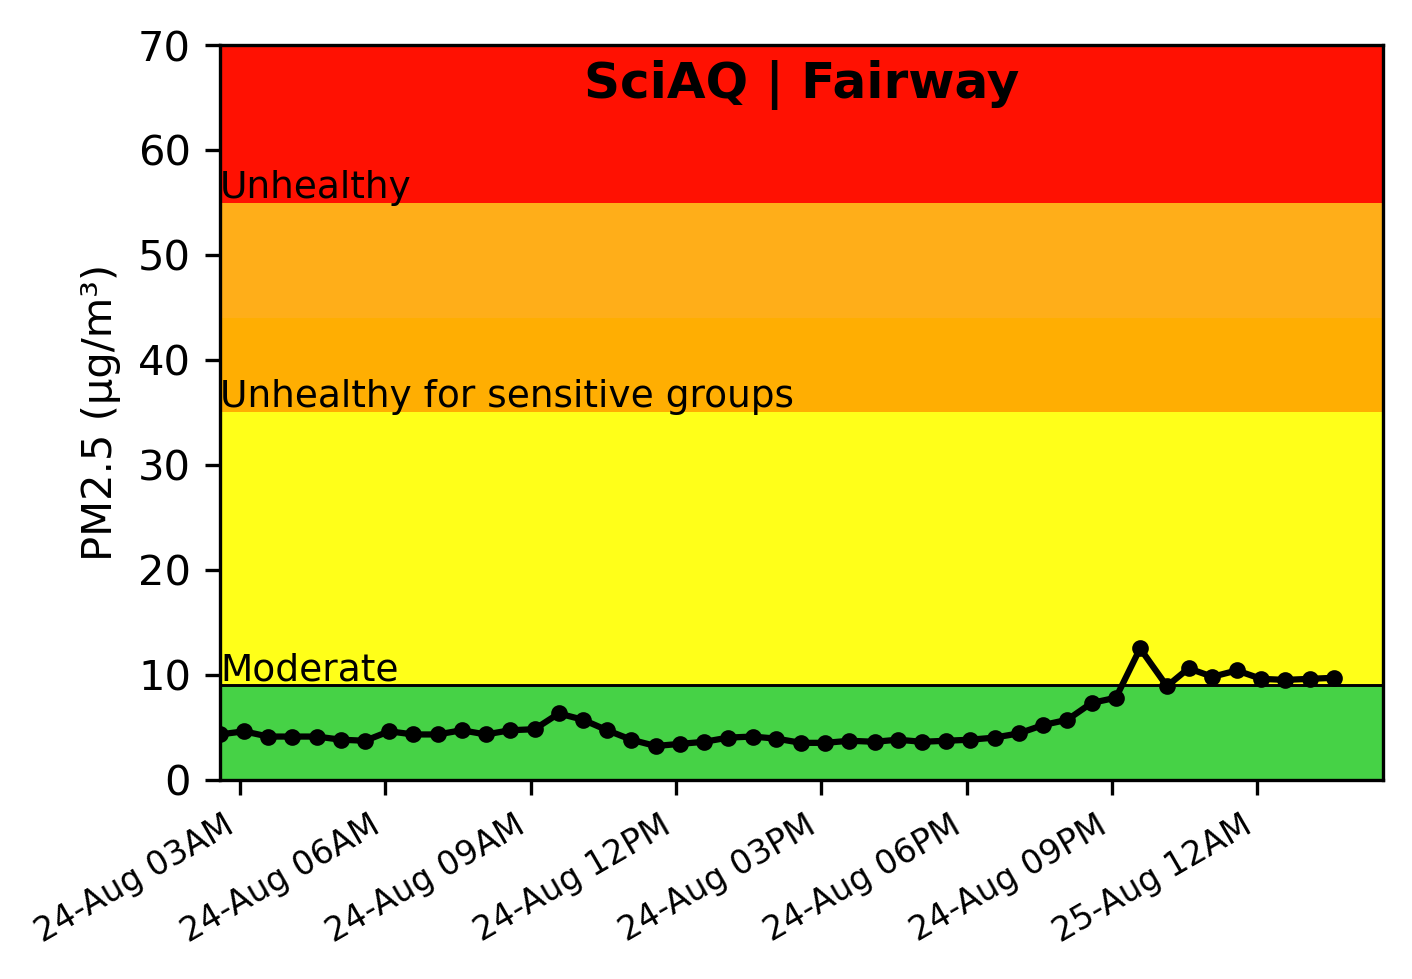 SciAQ | Fairway
PM2.5 (µg/m³)
70
60
50
40
30
20
10
0
Unhealthy
Unhealthy for sensitive groups
Moderate
24-Aug 03AM
24-Aug 06AM
24-Aug 09AM
24-Aug 12PM
24-Aug 03PM
24-Aug 06PM
24-Aug 09PM
25-Aug 12AM